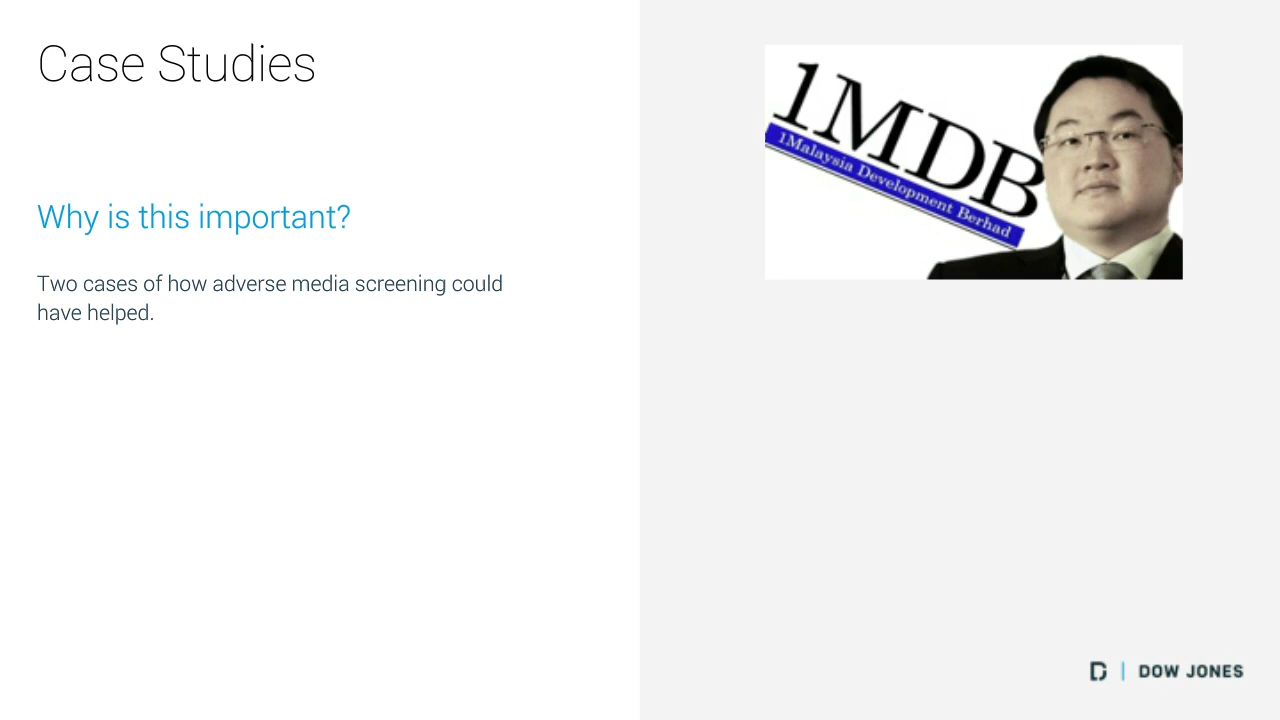 Case Studies
Why is this important?
Two cases of how adverse media screening could
have helped.
1MDB
1Malaysia Development Berhad
DOW JONES